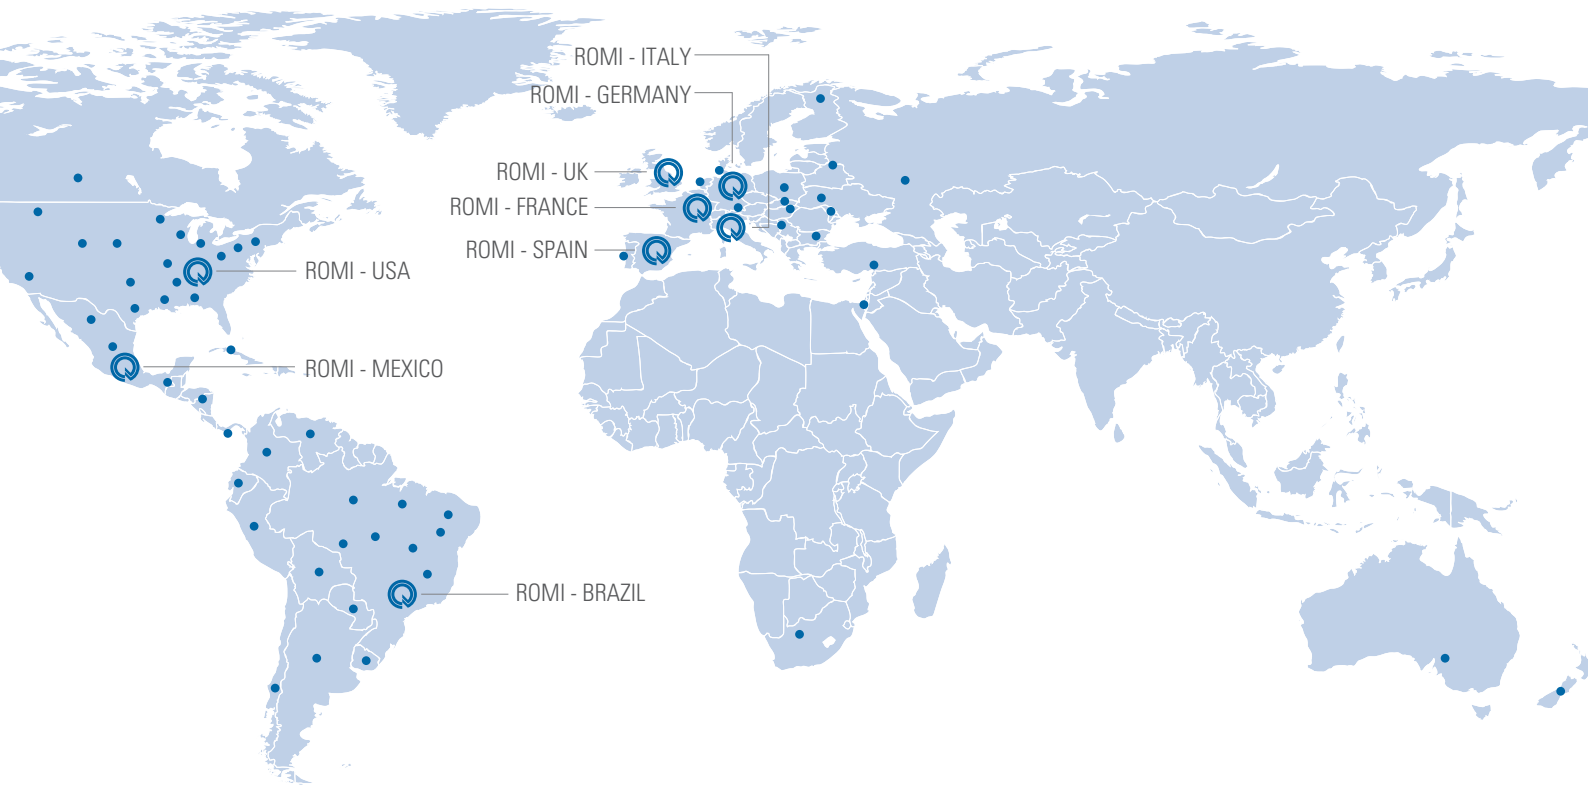 ROMI - ITALY
ROMI - GERMANY
ROMI - UK
ROMI - FRANCE
ROMI - SPAIN
ROMI - USA
ROMI - MEXICO
ROMI - BRAZIL